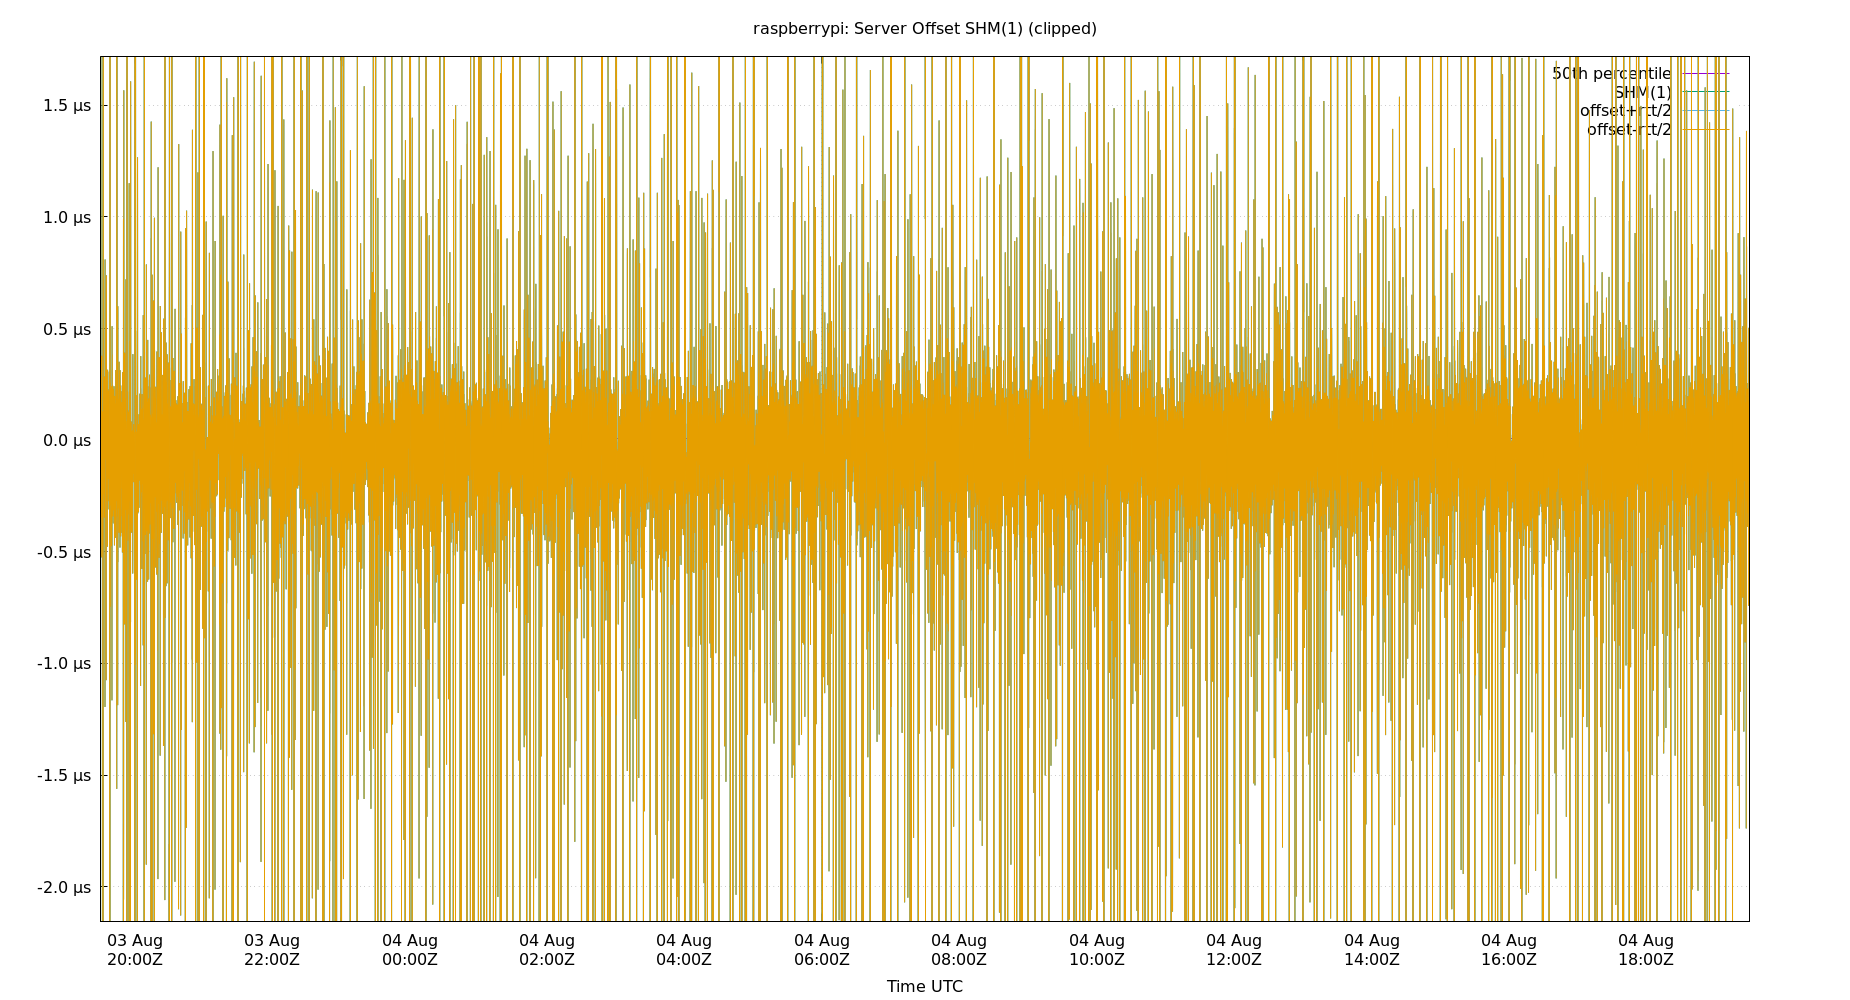 raspberrypi: Server Offset SHM(1) (clipped)
50th percentile
SHM(1)
offset+rtt/2
offset-rtt/2
1.5 µs
1.0 µs
0.5 µs
0.0 µs
-0.5 µs
-1.0 µs
-1.5 µs
-2.0 µs
03 Aug 03 Aug 04 Aug 04 Aug 04 Aug 04 Aug 04 Aug 04 Aug 04 Aug 04 Aug 04 Aug 04 Aug
20:00Z 22:00Z 00:00Z 02:00Z 04:00Z 06:00Z 08:00Z 10:00Z 12:00Z 14:00Z 16:00Z 18:00Z
Time UTC